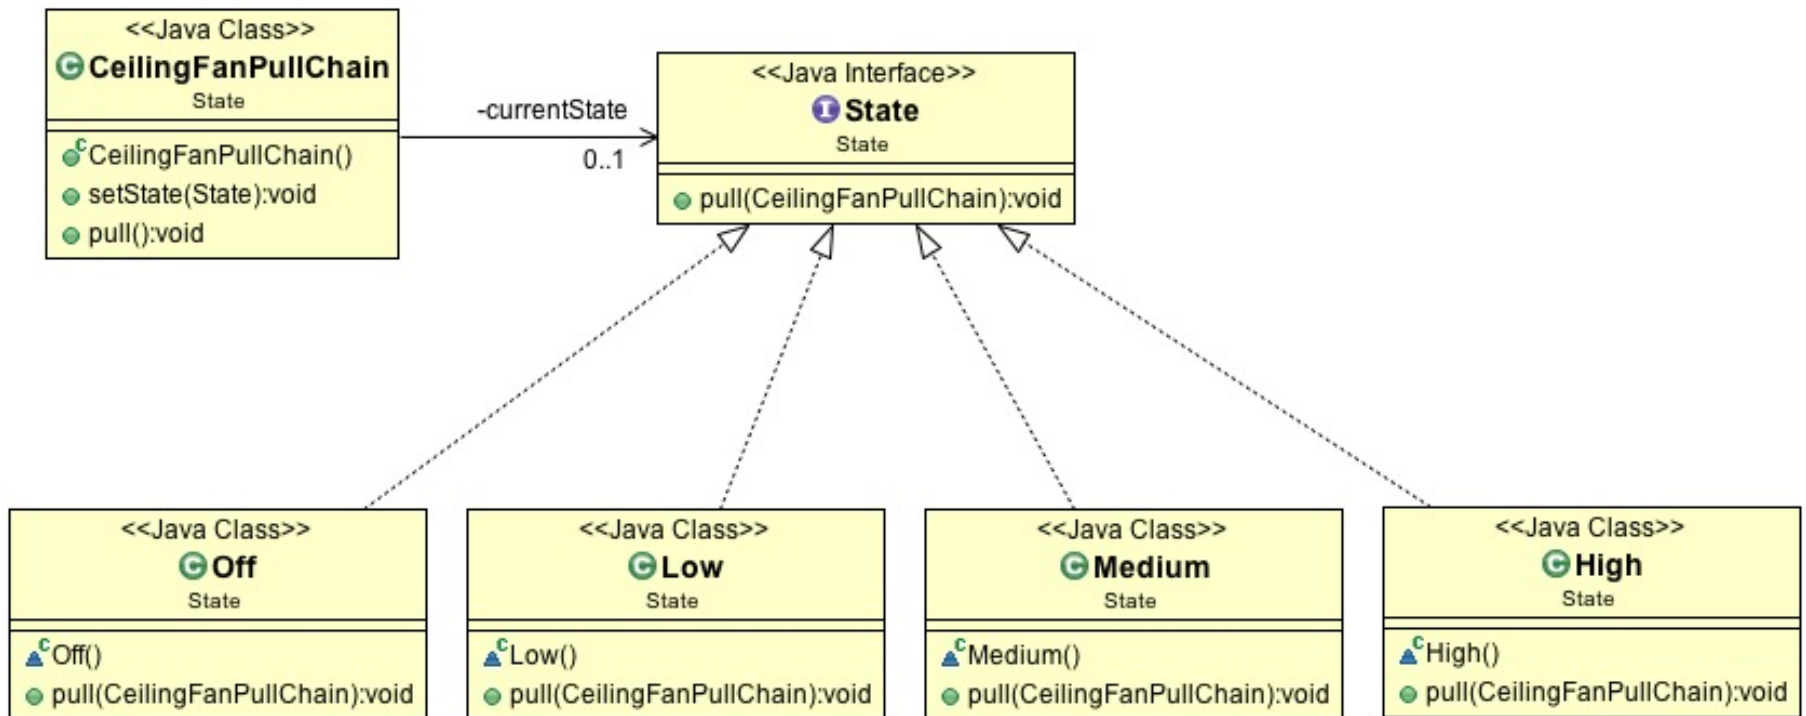 <<Java Class>>
CeilingFanPullChain
State
CeilingFanPullChain()
setState(State):void
pull():void
-currentState
0..1
<<Java Interface>>
State
State
pull(CeilingFanPullChain):void
<<Java Class>>
Off
State
Off()
pull(CeilingFanPullChain):void
<<Java Class>>
Low
State
Low()
pull(CeilingFanPullChain):void
<<Java Class>>
Medium
State
Medium()
pull(CeilingFanPullChain):void
<<Java Class>>
High
State
High()
pull(CeilingFanPullChain):void